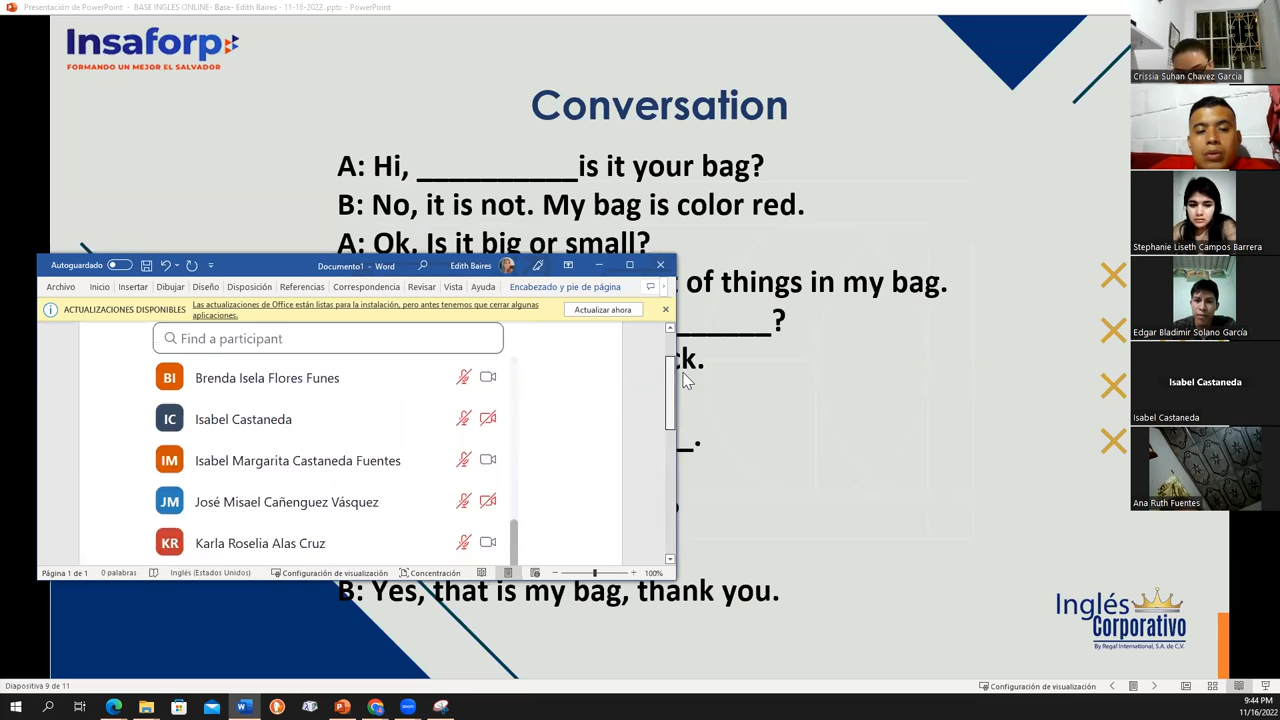 Presentación de PowerPoint - BASE INGLES ONLINE- Base- Edith Baires - 11-16-2022..pptx - PowerPoint
Insaforp
FORMANDO UN MEJOR EL SALVADOR
Conversation
A: Hi, __________is it your bag?
B: No, it is not. My bag is color red.
A: Ok. Is it big or small?
of things in my bag.
?
ck.
_.
B: Yes, that is my bag, thank you.
Autoguardado
Documento1 - Word
Edith Baires
Archivo Inicio Insertar Dibujar Diseño Disposición Referencias Correspondencia Revisar Vista Ayuda Encabezado y pie de página
ACTUALIZACIONES DISPONIBLES Las actualizaciones de Office están listas para la instalación, pero antes tenemos que cerrar algunas
aplicaciones.
Actualizar ahora
Find a participant
BI Brenda Isela Flores Funes
IC Isabel Castaneda
IM Isabel Margarita Castaneda Fuentes
JM José Misael Cañenguez Vásquez
KR Karla Roselia Alas Cruz
Página 1 de 1 0 palabras Inglés (Estados Unidos) Configuración de visualización Concentración 100%
Crissia Suhan Chavez Garcia
Stephanie Liseth Campos Barrera
Edgar Bladimir Solano García
Isabel Castaneda
Isabel Castaneda
Ana Ruth Fuentes
Inglés
Corporativo
By Regal International, S.A. de C.V.
Diapositiva 9 de 11
Configuración de visualización
9:44 PM
11/16/2022